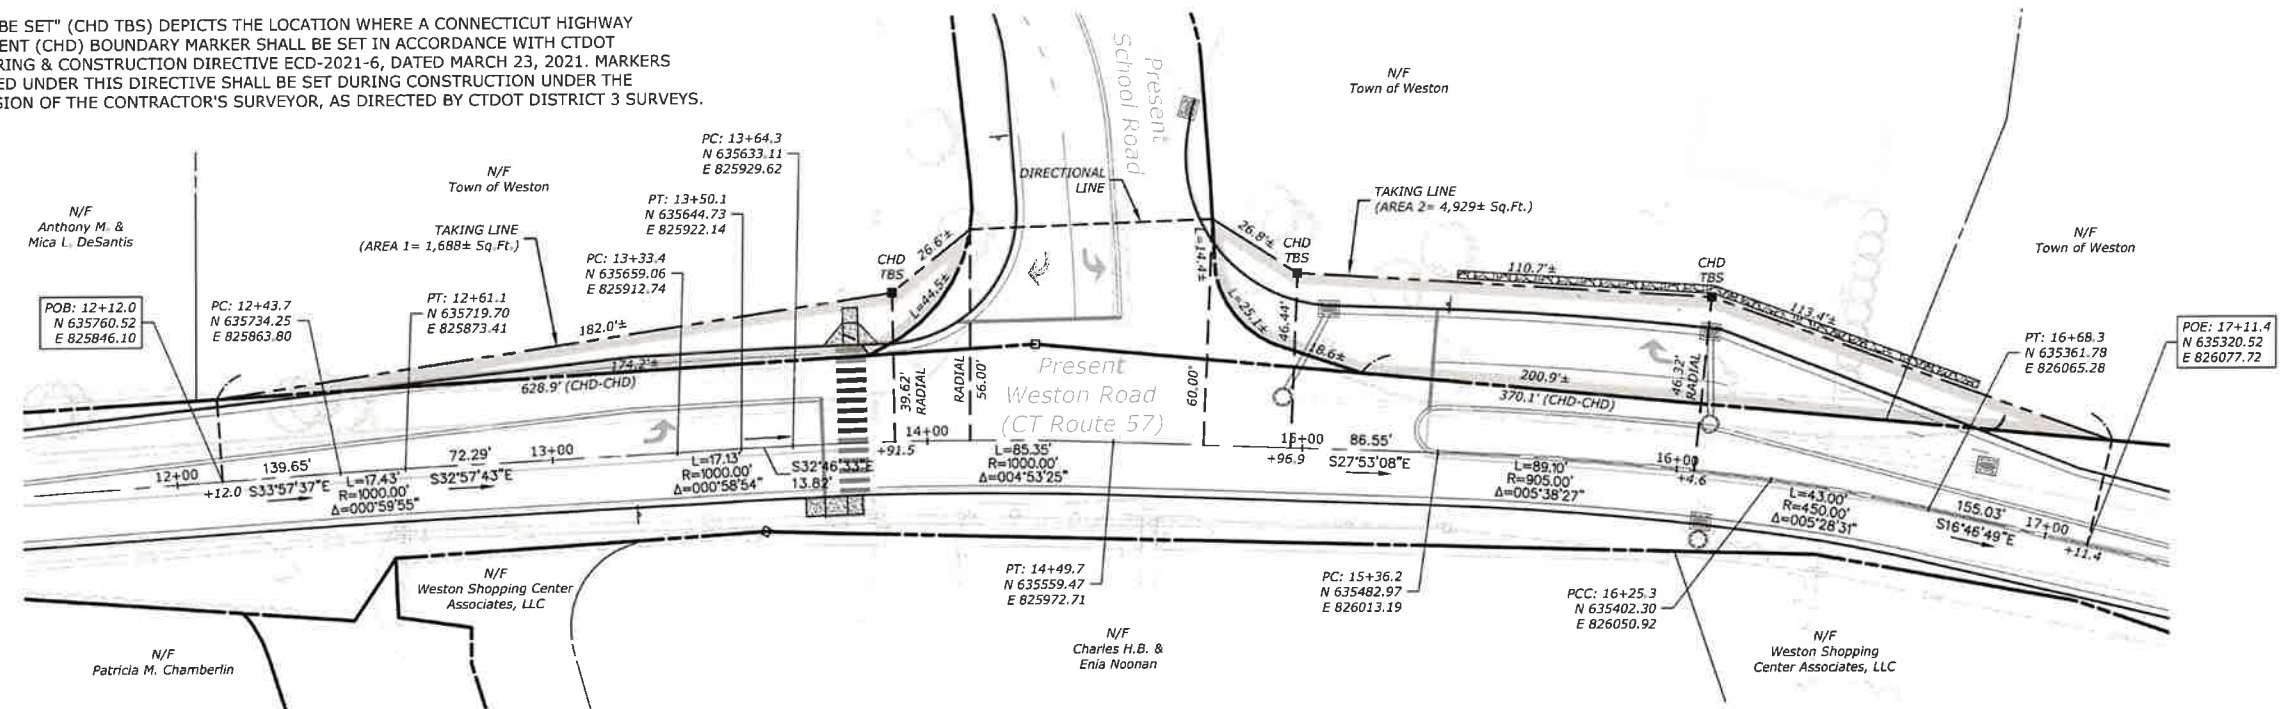 BE SET" (CHD TBS) DEPICTS THE LOCATION WHERE A CONNECTICUT HIGHWAY
ENT (CHD) BOUNDARY MARKER SHALL BE SET IN ACCORDANCE WITH CTDOT
RING & CONSTRUCTION DIRECTIVE ECD-2021-6, DATED MARCH 23, 2021. MARKERS
ED UNDER THIS DIRECTIVE SHALL BE SET DURING CONSTRUCTION UNDER THE
SION OF THE CONTRACTOR'S SURVEYOR, AS DIRECTED BY CTDOT DISTRICT 3 SURVEYS.
N/F
Anthony M. &
Mica L. DeSantis
N/F
Town of Weston
TAKING LINE
(AREA 1= 1,688± Sq.Ft.)
POB: 12+12.0
N 635760.52
E 825846.10
PC: 12+43.7
N 635734.25
E 825863.80
PT: 12+61.1
N 635719.70
E 825873.41
PC: 13+33.4
N 635659.06
E 825912.74
PT: 13+50.1
N 635644.73
E 825922.14
PC: 13+64.3
N 635633.11
E 825929.62
Present
School Road
DIRECTIONAL
LINE
N/F
Town of Weston
TAKING LINE
(AREA 2= 4,929± Sq.Ft.)
N/F
Town of Weston
CHD
TBS
26.6'±
L=44.5±
182.0'±
174.2'±
628.9' (CHD-CHD)
39.62'
RADIAL
RADIAL
56.00'
Present
Weston Road
(CT Route 57)
60.00'
L=14.4±
26.8'±
CHD
TBS
L=25.1±
46.44'
18.6±
110.7'±
CHD
TBS
113.4'±
200.9'±
370.1' (CHD-CHD)
46.32'
RADIAL
PT: 16+68.3
N 635361.78
E 826065.28
POE: 17+11.4
N 635320.52
E 826077.72
12+00
+12.0
139.65'
S33°57'37"E
L=17.43'
R=1000.00'
Δ=000°59'55"
72.29'
S32°57'43"E
13+00
L=17.13'
R=1000.00'
Δ=000°58'54"
S32°46'33"E
13.82'
+91.5
14+00
L=85.35'
R=1000.00'
Δ=004°53'25"
15+00
+96.9
86.55'
S27°53'08"E
L=89.10'
R=905.00'
Δ=005°38'27"
16+00
+4.6
L=43.00'
R=450.00'
Δ=005°28'31"
155.03'
S16°46'49"E
17+00
+11.4
PT: 14+49.7
N 635559.47
E 825972.71
PC: 15+36.2
N 635482.97
E 826013.19
PCC: 16+25.3
N 635402.30
E 826050.92
N/F
Patricia M. Chamberlin
N/F
Weston Shopping Center
Associates, LLC
N/F
Charles H.B. &
Enia Noonan
N/F
Weston Shopping
Center Associates, LLC